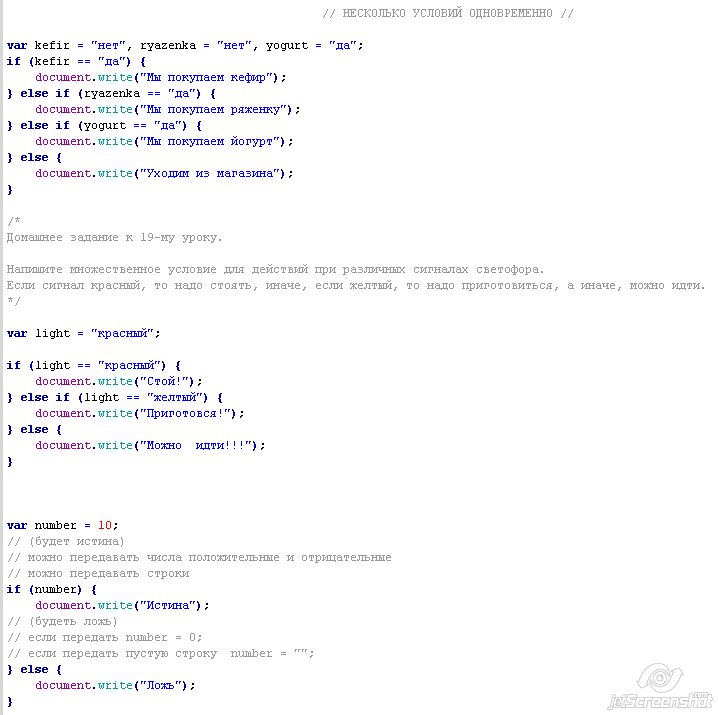 // НЕСКОЛЬКО УСЛОВИЙ ОДНОВРЕМЕННО //
var kefir = "нет", ryazenka = "нет", yogurt = "да";
if (kefir == "да") {
document.write("Мы покупаем кефир");
} else if (ryazenka == "да") {
document.write("Мы покупаем ряженку");
} else if (yogurt == "да") {
document.write("Мы покупаем йогурт");
} else {
document.write("Уходим из магазина");
}
/*
Домашнее задание к 19-му уроку.
Напишите множественное условие для действий при различных сигналах светофора.
Если сигнал красный, то надо стоять, иначе, если желтый, то надо приготовиться, а иначе, можно идти.
*/
var light = "красный";
if (light == "красный") {
document.write("Стой!");
} else if (light == "желтый") {
document.write("Приготовся!");
} else {
document.write("Можно  идти!!!");
}
var number = 10;
// (будет истина)
// можно передавать числа положительные и отрицательные
// можно передавать строки
if (number) {
document.write("Истина");
// (будеть ложь)
// если передать number = 0;
// если передать пустую строку  number = "";
} else {
document.write("Ложь");
}
jetScreenshot.com